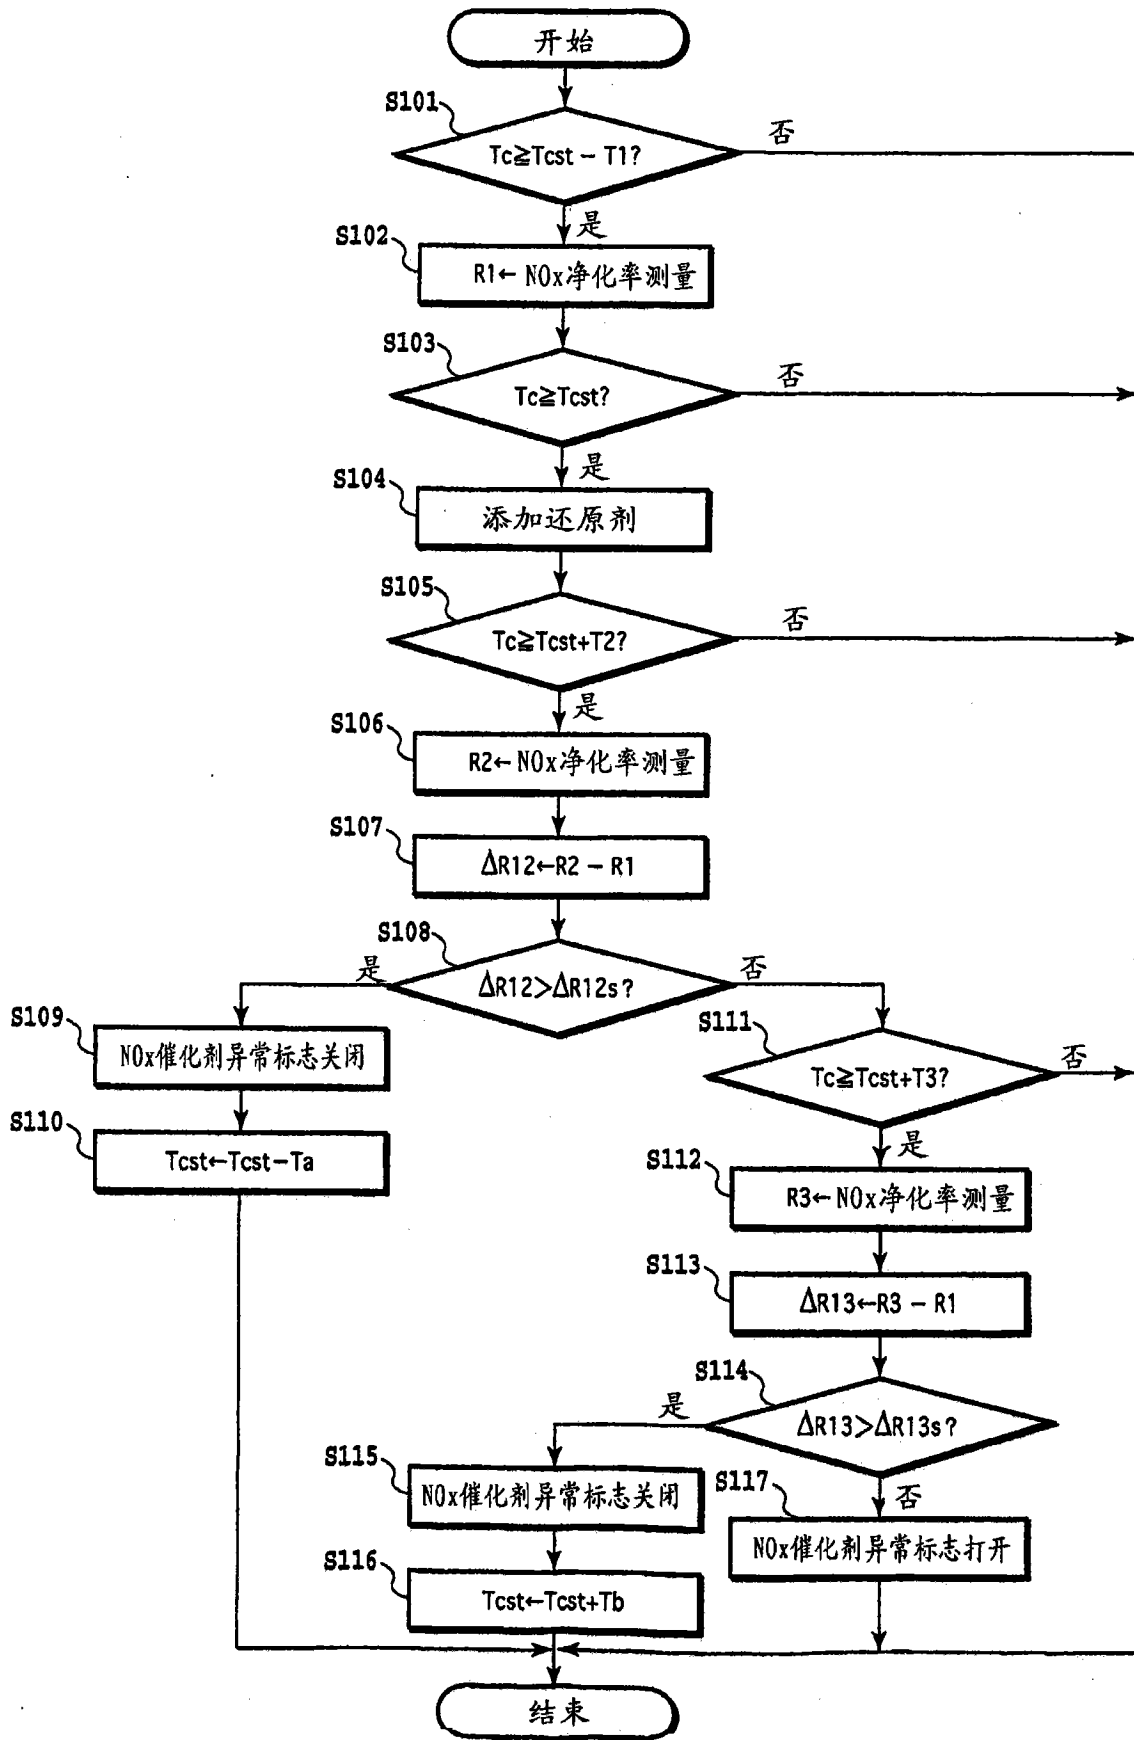 开始
S101
Tc≧Tcst − T1?
否
是
S102
R1← NOx净化率测量
S103
Tc≧Tcst?
否
是
S104
添加还原剂
S105
Tc≧Tcst+T2?
否
是
S106
R2←NOx净化率测量
S107
ΔR12←R2 − R1
S108
ΔR12>ΔR12s?
是
否
S109
NOx催化剂异常标志关闭
S110
Tcst←Tcst−Ta
S111
Tc≧Tcst+T3?
否
是
S112
R3←NOx净化率测量
S113
ΔR13←R3 − R1
S114
ΔR13>ΔR13s?
是
否
S115
NOx催化剂异常标志关闭
S116
Tcst←Tcst+Tb
S117
NOx催化剂异常标志打开
结束